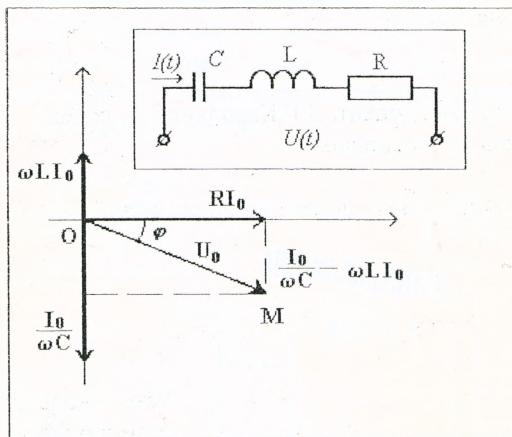 I(t) C L R
U(t)
ωLI₀
RI₀
O φ
U₀
I₀/ωC − ωLI₀
I₀/ωC
M